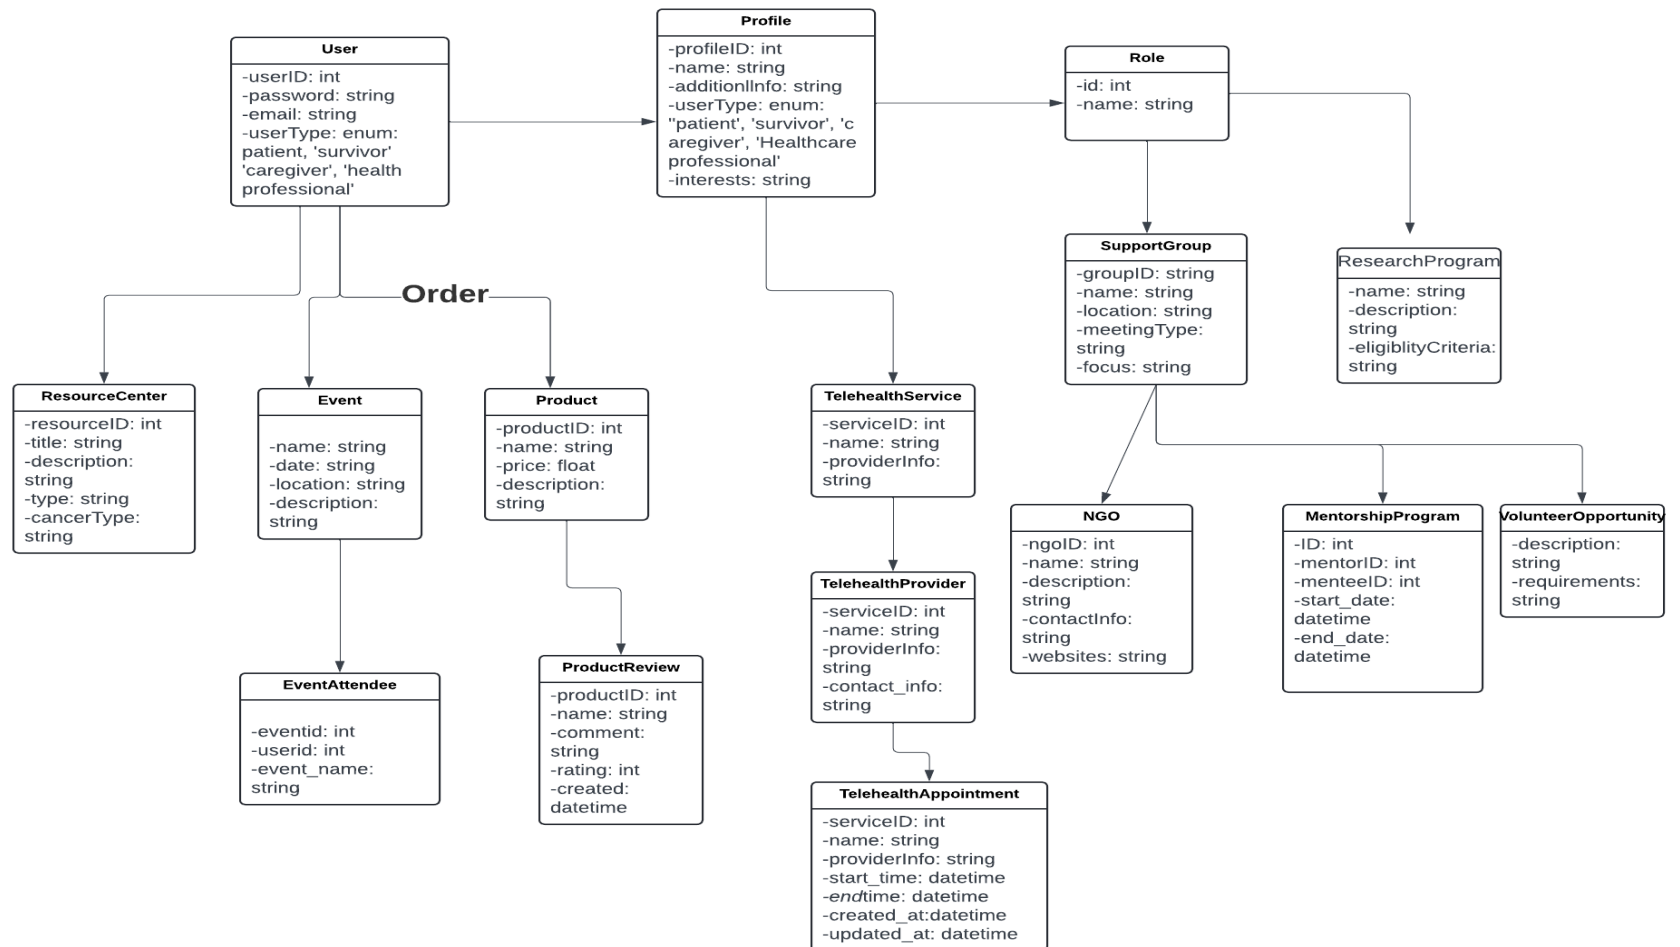 User
-userID: int
-password: string
-email: string
-userType: enum:
patient, 'survivor'
'caregiver', 'health
professional'
Profile
-profileID: int
-name: string
-additionlInfo: string
-userType: enum:
"patient', 'survivor', 'c
aregiver', 'Healthcare
professional'
-interests: string
Role
-id: int
-name: string
Order
SupportGroup
-groupID: string
-name: string
-location: string
-meetingType:
string
-focus: string
ResearchProgram
-name: string
-description:
string
-eligiblityCriteria:
string
ResourceCenter
-resourceID: int
-title: string
-description:
string
-type: string
-cancerType:
string
Event
-name: string
-date: string
-location: string
-description:
string
Product
-productID: int
-name: string
-price: float
-description:
string
TelehealthService
-serviceID: int
-name: string
-providerInfo:
string
NGO
-ngoID: int
-name: string
-description:
string
-contactInfo:
string
-websites: string
MentorshipProgram
-ID: int
-mentorID: int
-menteeID: int
-start_date:
datetime
-end_date:
datetime
VolunteerOpportunity
-description:
string
-requirements:
string
TelehealthProvider
-serviceID: int
-name: string
-providerInfo:
string
-contact_info:
string
EventAttendee
-eventid: int
-userid: int
-event_name:
string
ProductReview
-productID: int
-name: string
-comment:
string
-rating: int
-created:
datetime
TelehealthAppointment
-serviceID: int
-name: string
-providerInfo: string
-start_time: datetime
-endtime: datetime
-created_at:datetime
-updated_at: datetime